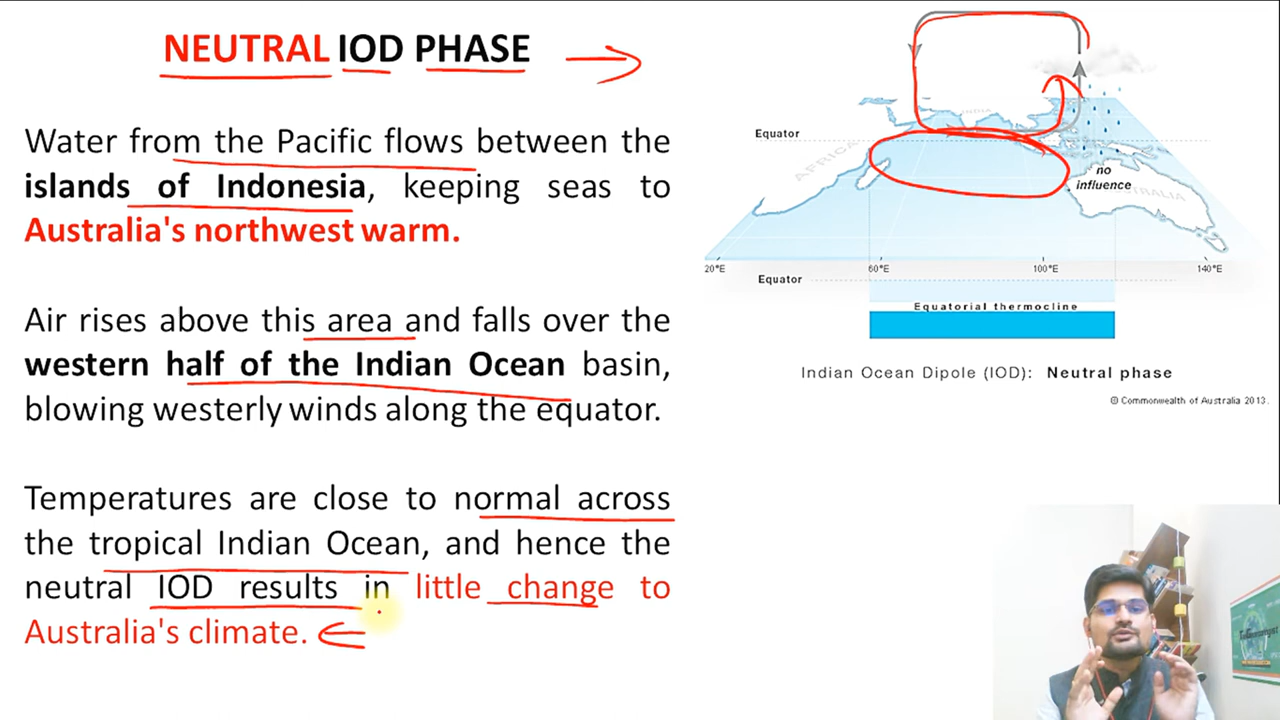 NEUTRAL IOD PHASE
Water from the Pacific flows between the
islands of Indonesia, keeping seas to
Australia's northwest warm.
Air rises above this area and falls over the
western half of the Indian Ocean basin,
blowing westerly winds along the equator.
Temperatures are close to normal across
the tropical Indian Ocean, and hence the
neutral IOD results in little change to
Australia's climate.
INDIA
Equator
AFRICA
no
influence
AUSTRALIA
20°E 60°E 100°E 140°E
Equator
Equatorial thermocline
Indian Ocean Dipole (IOD): Neutral phase
© Commonwealth of Australia 2013.